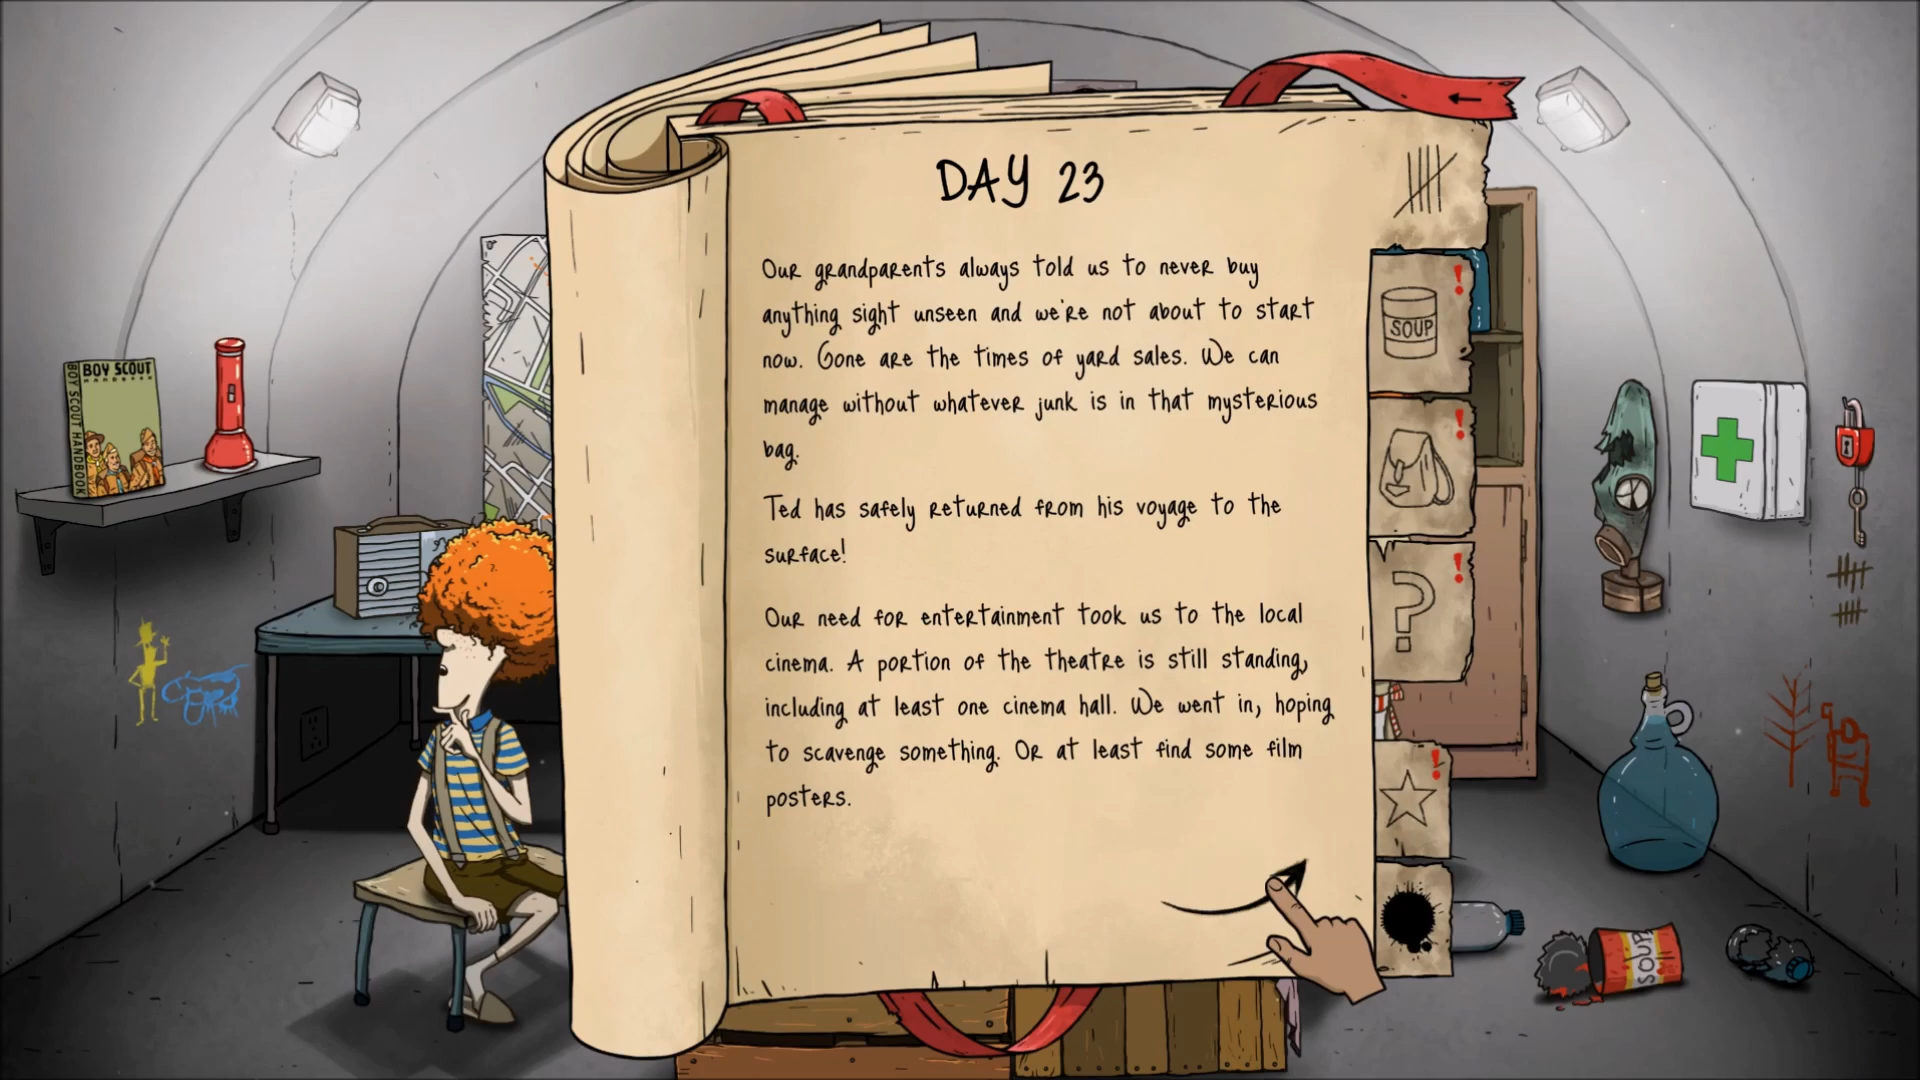 DAY 23
Our grandparents always told us to never buy
anything sight unseen and we're not about to start
now. Gone are the times of yard sales. We can
manage without whatever junk is in that mysterious
bag.
Ted has safely returned from his voyage to the
surface!
Our need for entertainment took us to the local
cinema. A portion of the theatre is still standing,
including at least one cinema hall. We went in, hoping
to scavenge something. Or at least find some film
posters.
SOUP
!
!
?
!
!
BOY SCOUT
HANDBOOK
BOY SCOUT HANDBOOK
SOUP